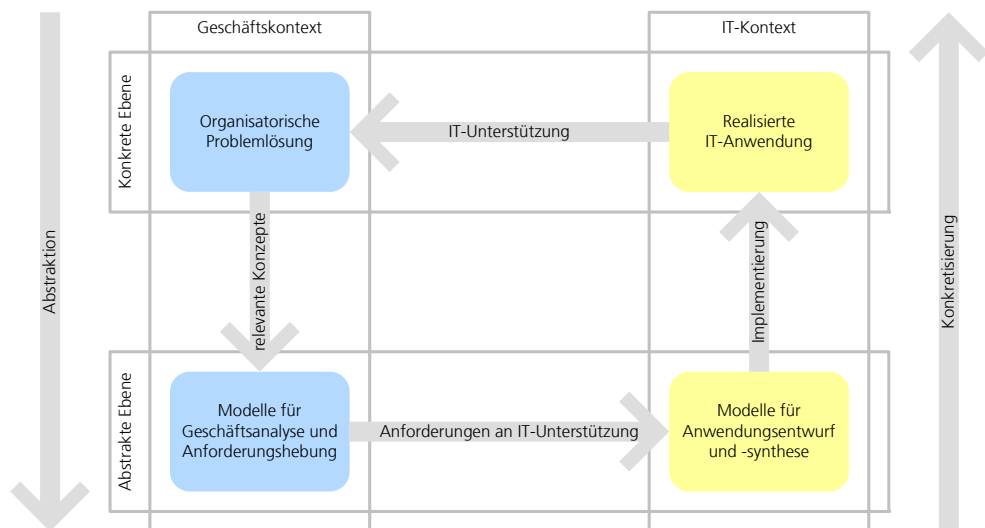 Geschäftskontext
IT-Kontext
Konkrete Ebene
Organisatorische
Problemlösung
IT-Unterstützung
Realisierte
IT-Anwendung
Abstraktion
relevante Konzepte
Implementierung
Konkretisierung
Abstrakte Ebene
Modelle für
Geschäftsanalyse und
Anforderungshebung
Anforderungen an IT-Unterstützung
Modelle für
Anwendungsentwurf
und -synthese